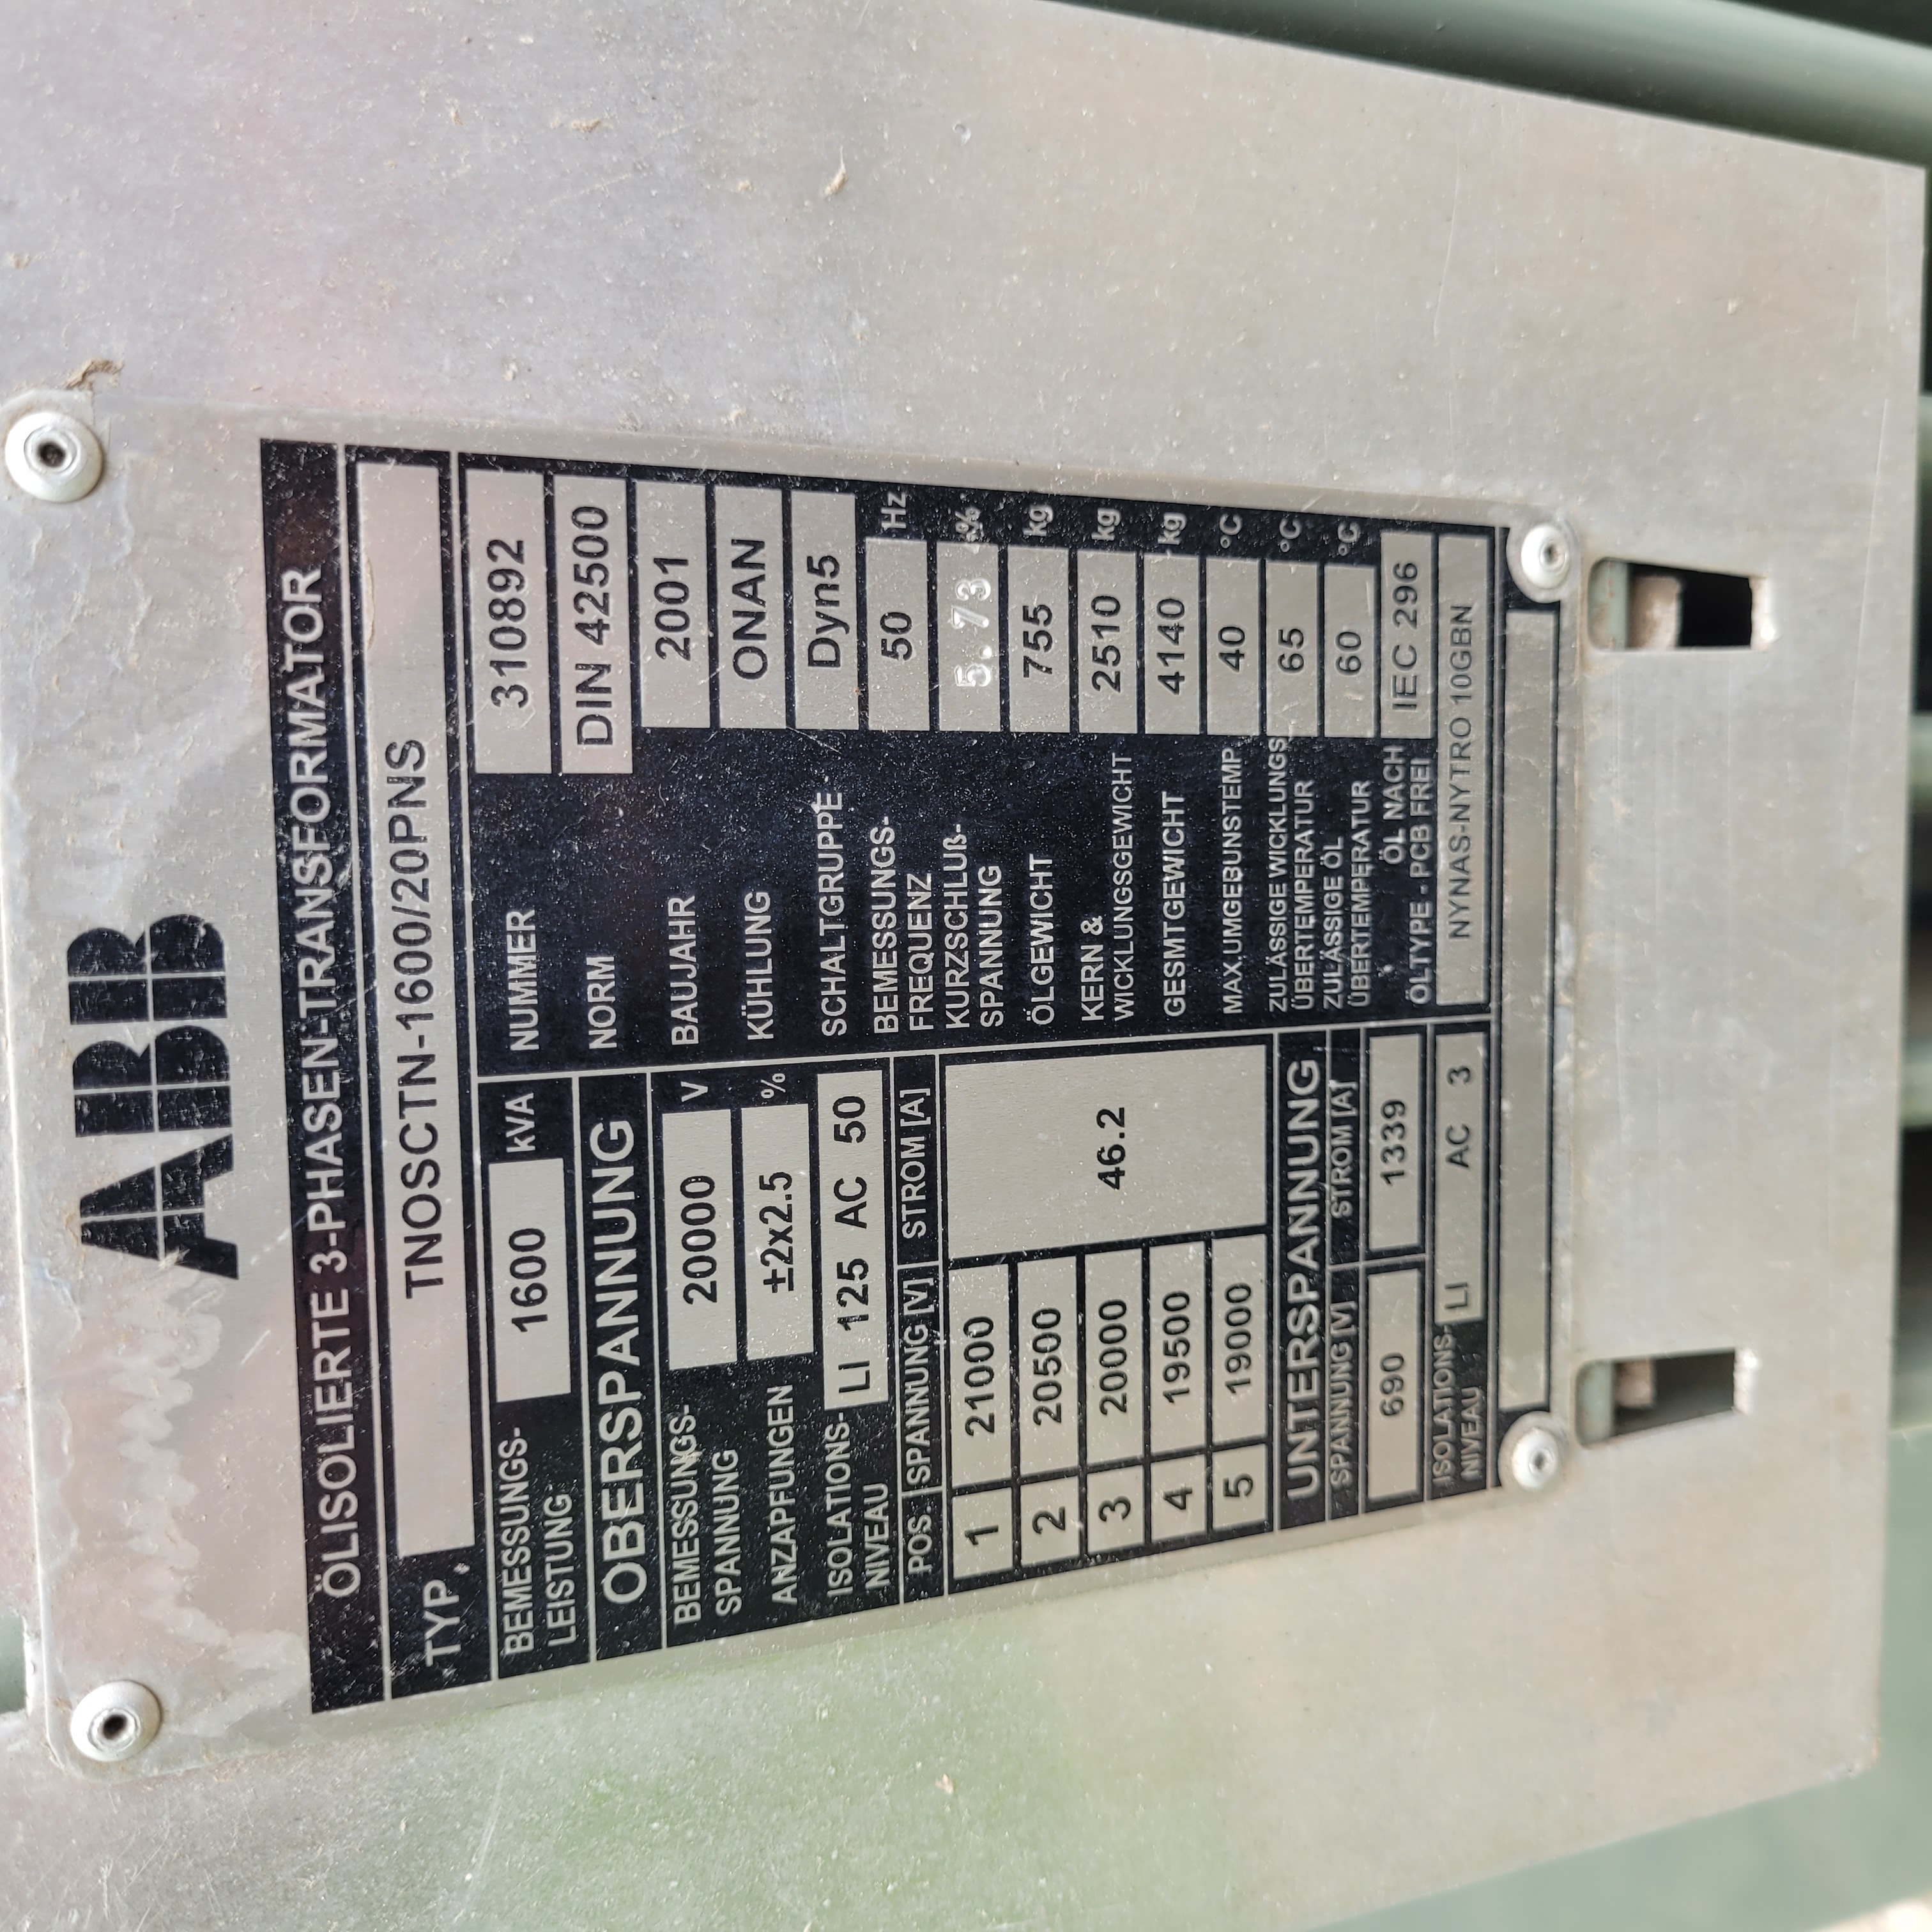 ABB
ÖLISOLIERTE 3-PHASEN-TRANSFORMATOR
TYP. TNOSCTN-1600/20PNS
BEMESSUNGS-
LEISTUNG 1600 kVA
OBERSPANNUNG
BEMESSUNGS-
SPANNUNG 20000 V
ANZAPFUNGEN ±2x2.5 %
ISOLATIONS-
NIVEAU LI 125 AC 50
POS. SPANNUNG [V] STROM [A]
1 21000
2 20500
3 20000 46.2
4 19500
5 19000
UNTERSPANNUNG
SPANNUNG [V] STROM [A]
690 1339
ISOLATIONS-
NIVEAU LI AC 3
NUMMER 310892
NORM DIN 42500
BAUJAHR 2001
KÜHLUNG ONAN
SCHALTGRUPPE Dyn5
BEMESSUNGS-
FREQUENZ 50 Hz
KURZSCHLUß-
SPANNUNG 5.73 %
ÖLGEWICHT 755 kg
KERN &
WICKLUNGSGEWICHT 2510 kg
GESMTGEWICHT 4140 kg
MAX.UMGEBUNSTEMP 40 °C
ZULÄSSIGE WICKLUNGS
ÜBERTEMPERATUR 65 °C
ZULÄSSIGE ÖL
ÜBERTEMPERATUR 60 °C
ÖL NACH IEC 296
ÖLTYPE - PCB FREI
NYNAS-NYTRO 10GBN